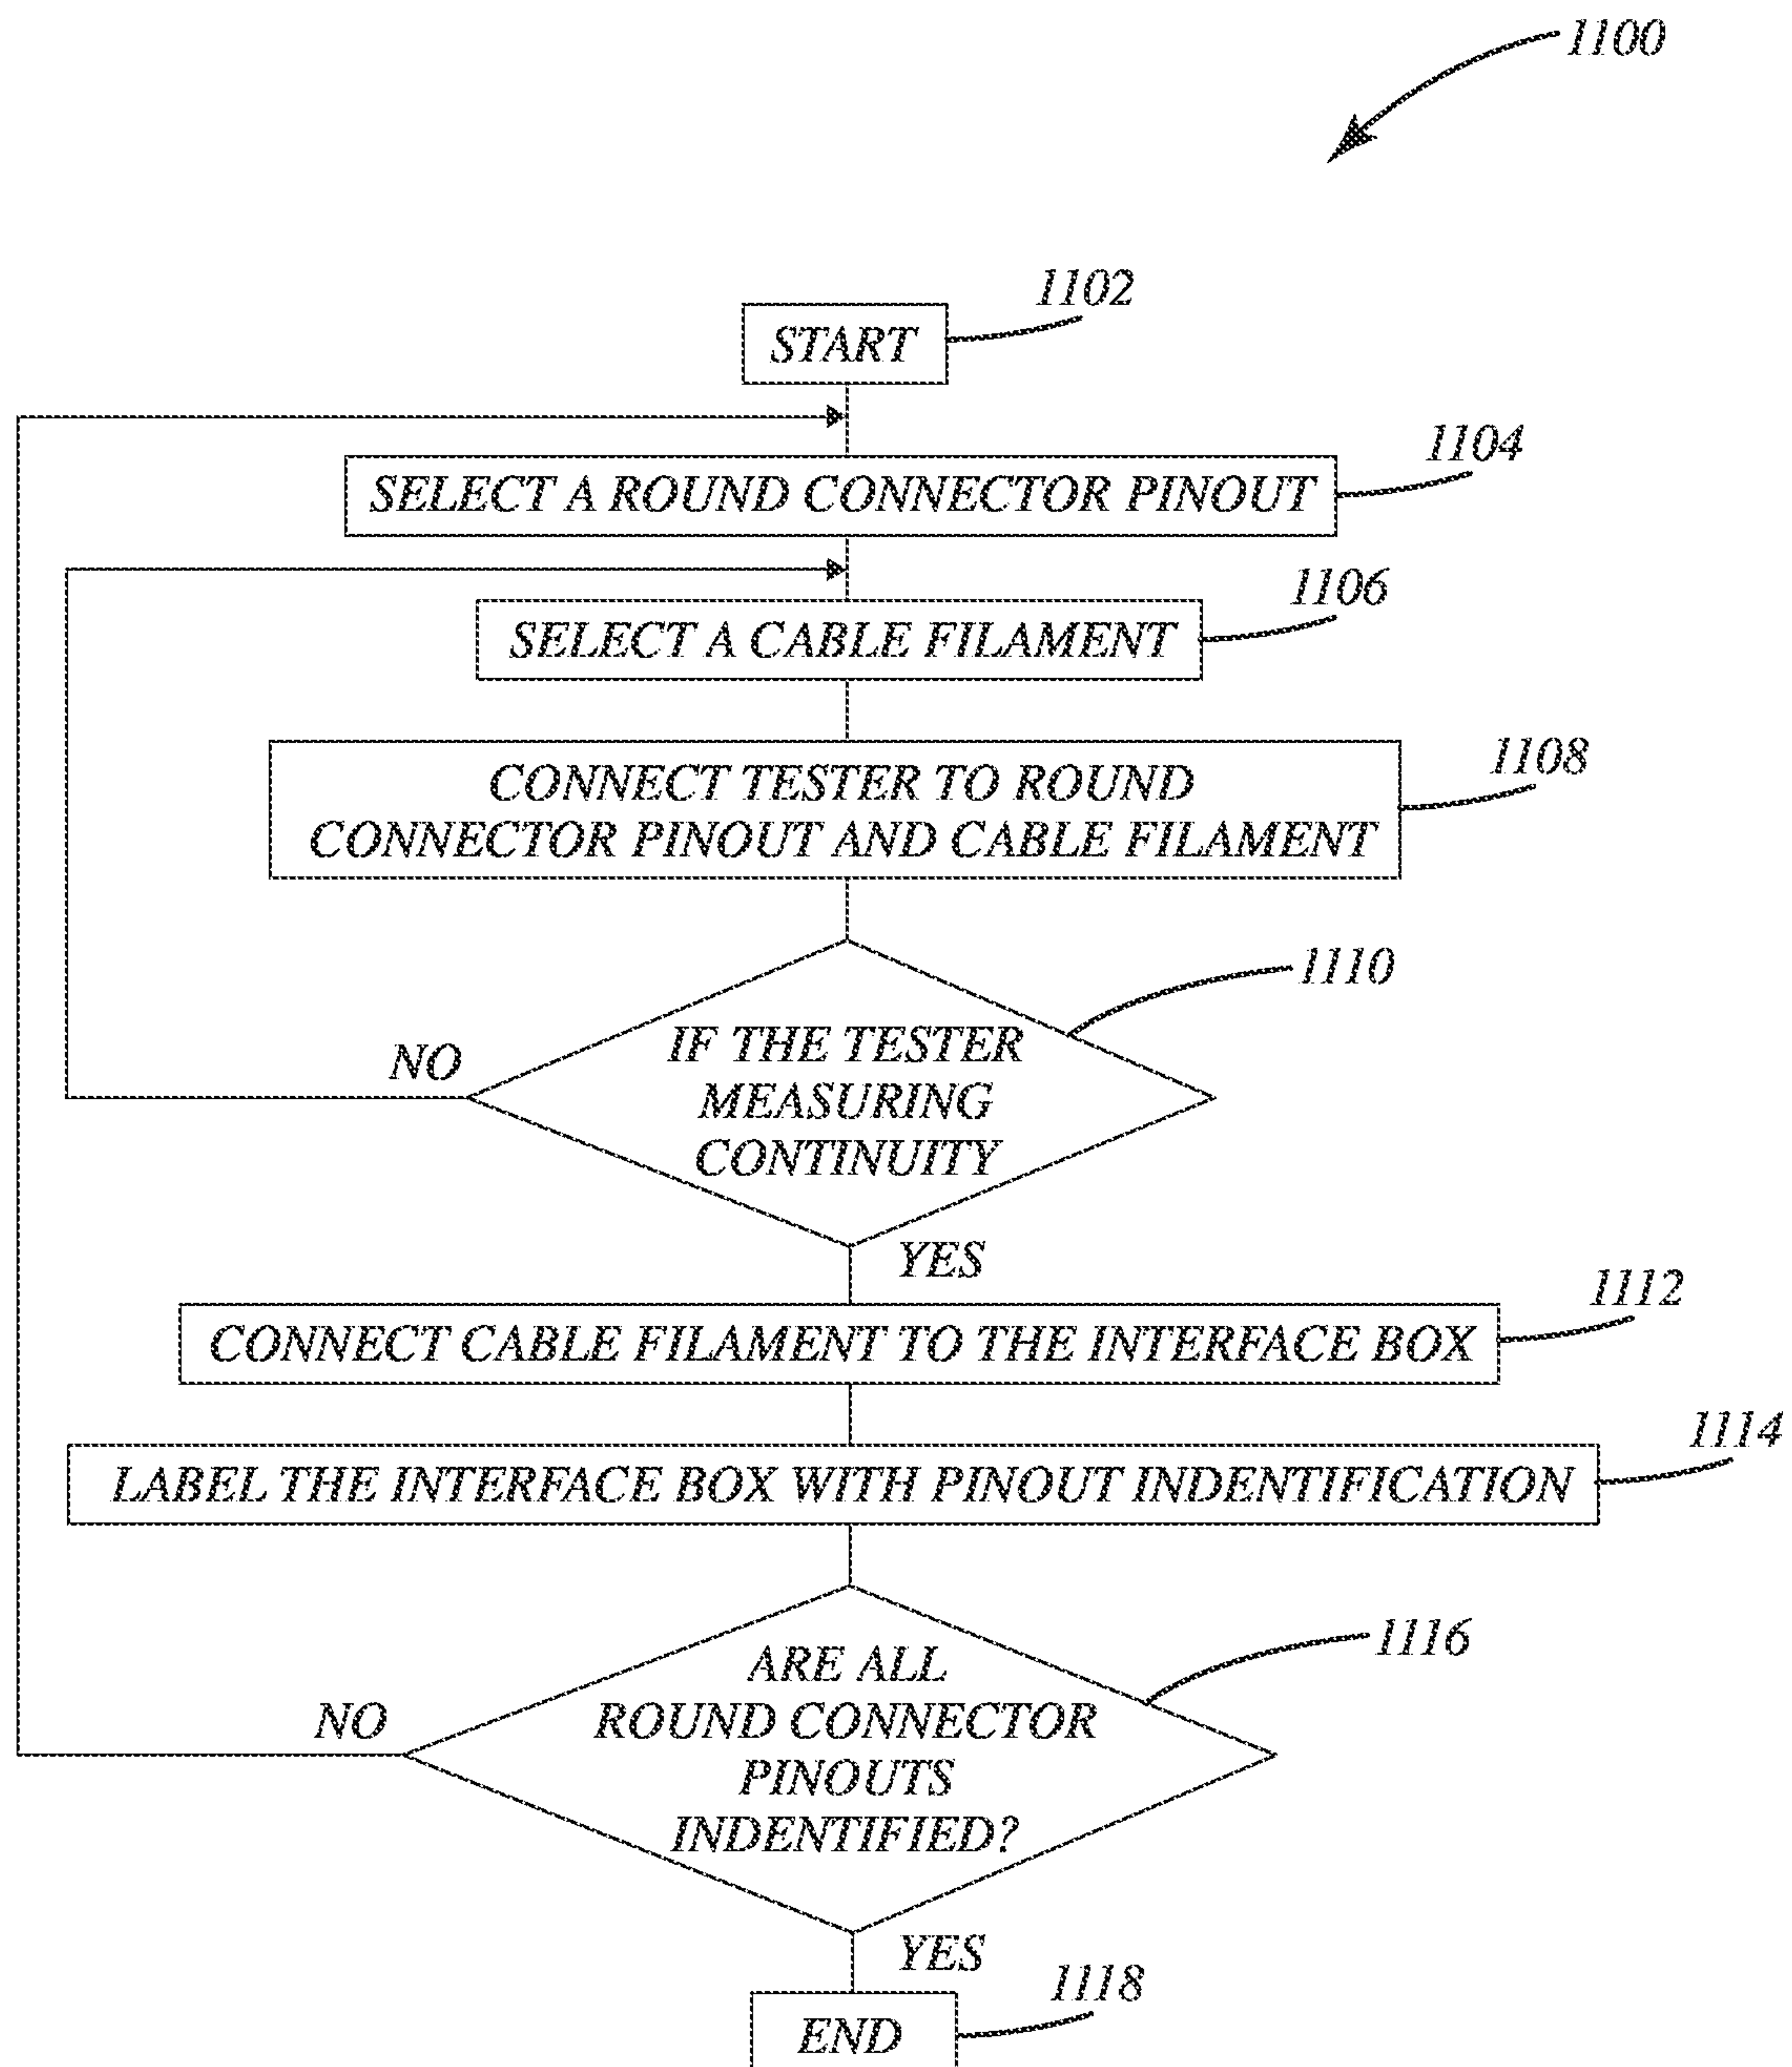 1100
1102
START
1104
SELECT A ROUND CONNECTOR PINOUT
1106
SELECT A CABLE FILAMENT
1108
CONNECT TESTER TO ROUND
CONNECTOR PINOUT AND CABLE FILAMENT
1110
IF THE TESTER
MEASURING
CONTINUITY
NO
YES
1112
CONNECT CABLE FILAMENT TO THE INTERFACE BOX
1114
LABEL THE INTERFACE BOX WITH PINOUT INDENTIFICATION
1116
ARE ALL
ROUND CONNECTOR
PINOUTS
INDENTIFIED?
NO
YES
1118
END